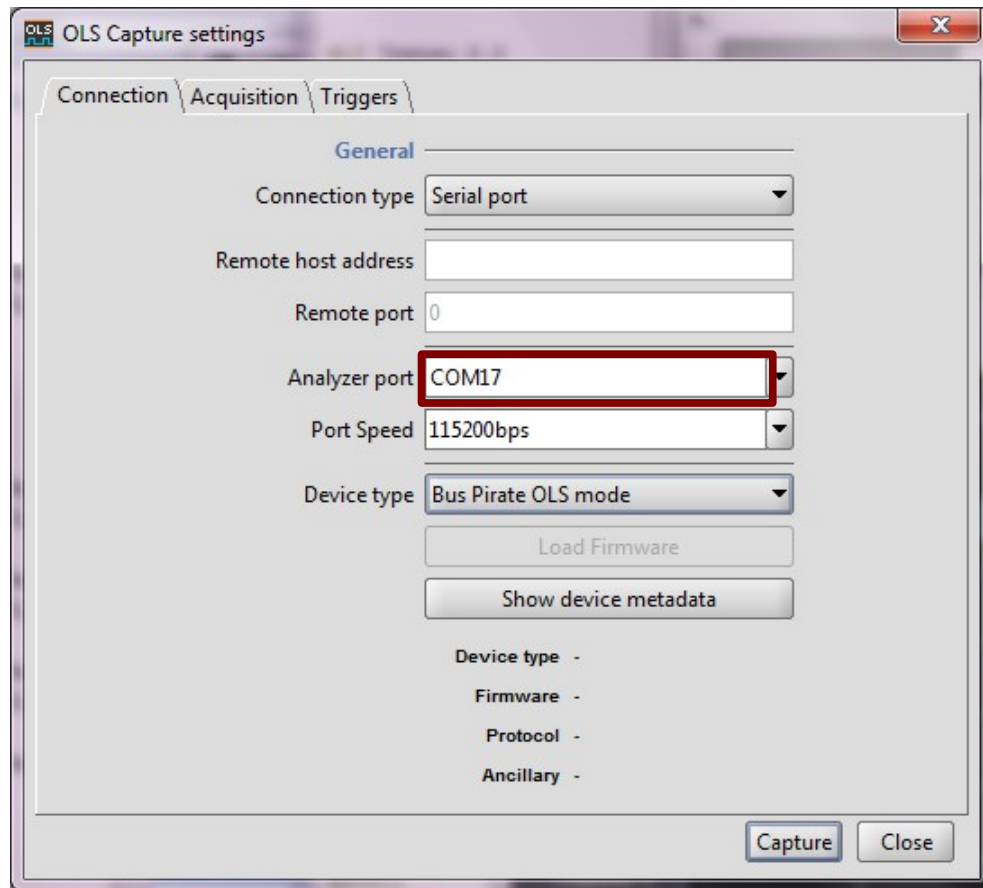 OLS OLS Capture settings
Connection Acquisition Triggers
General
Connection type Serial port
Remote host address
Remote port 0
Analyzer port COM17
Port Speed 115200bps
Device type Bus Pirate OLS mode
Load Firmware
Show device metadata
Device type -
Firmware -
Protocol -
Ancillary -
Capture Close